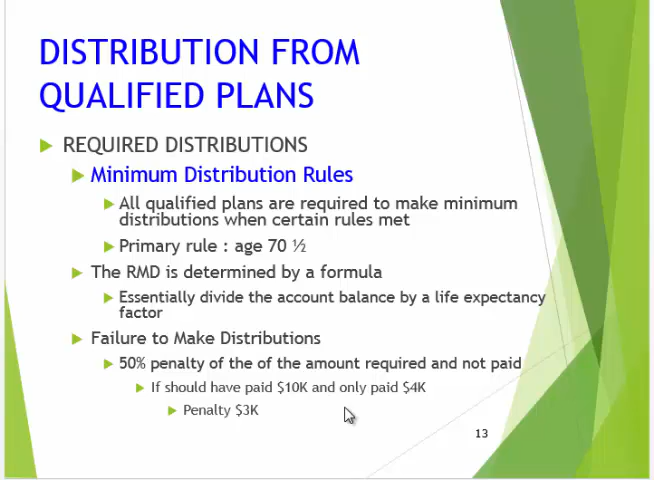 DISTRIBUTION FROM
QUALIFIED PLANS
REQUIRED DISTRIBUTIONS
Minimum Distribution Rules
All qualified plans are required to make minimum
distributions when certain rules met
Primary rule : age 70 ½
The RMD is determined by a formula
Essentially divide the account balance by a life expectancy
factor
Failure to Make Distributions
50% penalty of the of the amount required and not paid
If should have paid $10K and only paid $4K
Penalty $3K
13